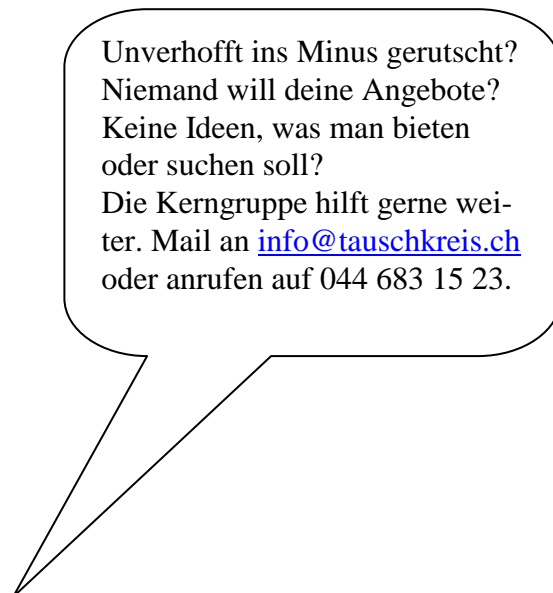 Unverhofft ins Minus gerutscht?
Niemand will deine Angebote?
Keine Ideen, was man bieten
oder suchen soll?
Die Kerngruppe hilft gerne wei-
ter. Mail an info@tauschkreis.ch
oder anrufen auf 044 683 15 23.